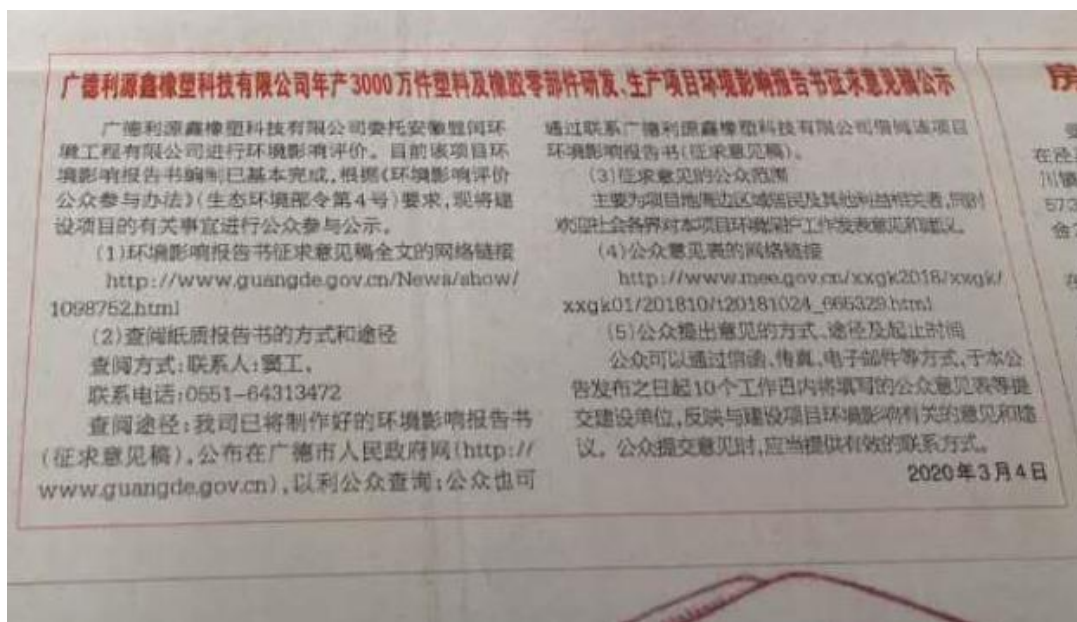 广德利源鑫橡塑科技有限公司年产3000万件塑料及橡胶零部件研发、生产项目环境影响报告书征求意见稿公示
广德利源鑫橡塑科技有限公司委托安徽显闰环
境工程有限公司进行环境影响评价。目前该项目环
境影响报告书编制已基本完成,根据《环境影响评价
公众参与办法》(生态环境部令第4号)要求,现将建
设项目的有关事宜进行公众参与公示。
(1)环境影响报告书征求意见稿全文的网络链接
http://www.guangde.gov.cn/News/show/
1098752.html
(2)查阅纸质报告书的方式和途径
查阅方式:联系人:窦工,
联系电话:0551-64313472
查阅途径:我司已将制作好的环境影响报告书
(征求意见稿),公布在广德市人民政府网(http://
www.guangde.gov.cn),以利公众查询;公众也可
通过联系广德利源鑫橡塑科技有限公司借阅该项目
环境影响报告书(征求意见稿)。
(3)征求意见的公众范围
主要为项目地周边区域居民及其他利益相关者,同时
欢迎社会各界对本项目环境保护工作发表意见和建议。
(4)公众意见表的网络链接
http://www.mee.gov.cn/xxgk2018/xxgk/
xxgk01/201810/t20181024_665329.html
(5)公众提出意见的方式、途径及起止时间
公众可以通过信函、传真、电子邮件等方式,于本公
告发布之日起10个工作日内将填写的公众意见表等提
交建设单位,反映与建设项目环境影响有关的意见和建
议。公众提交意见时,应当提供有效的联系方式。
2020年3月4日
房
在泾
川镇
573